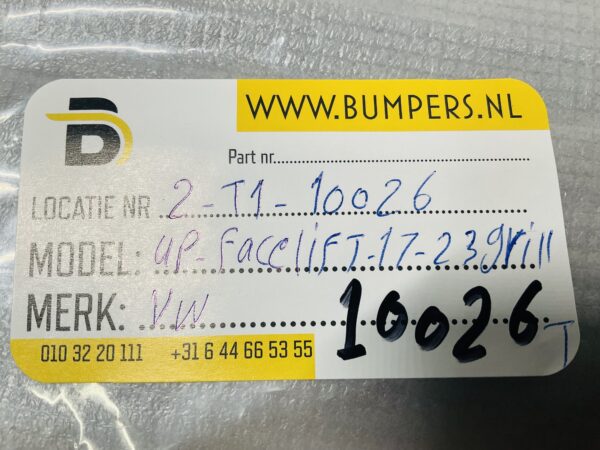 B
WWW.BUMPERS.NL
Part nr.
LOCATIE NR 2-T1-10026
MODEL: UP-FaceliFT-17-23grill
MERK: VW
10026 T
010 32 20 111 +31 6 44 66 53 55